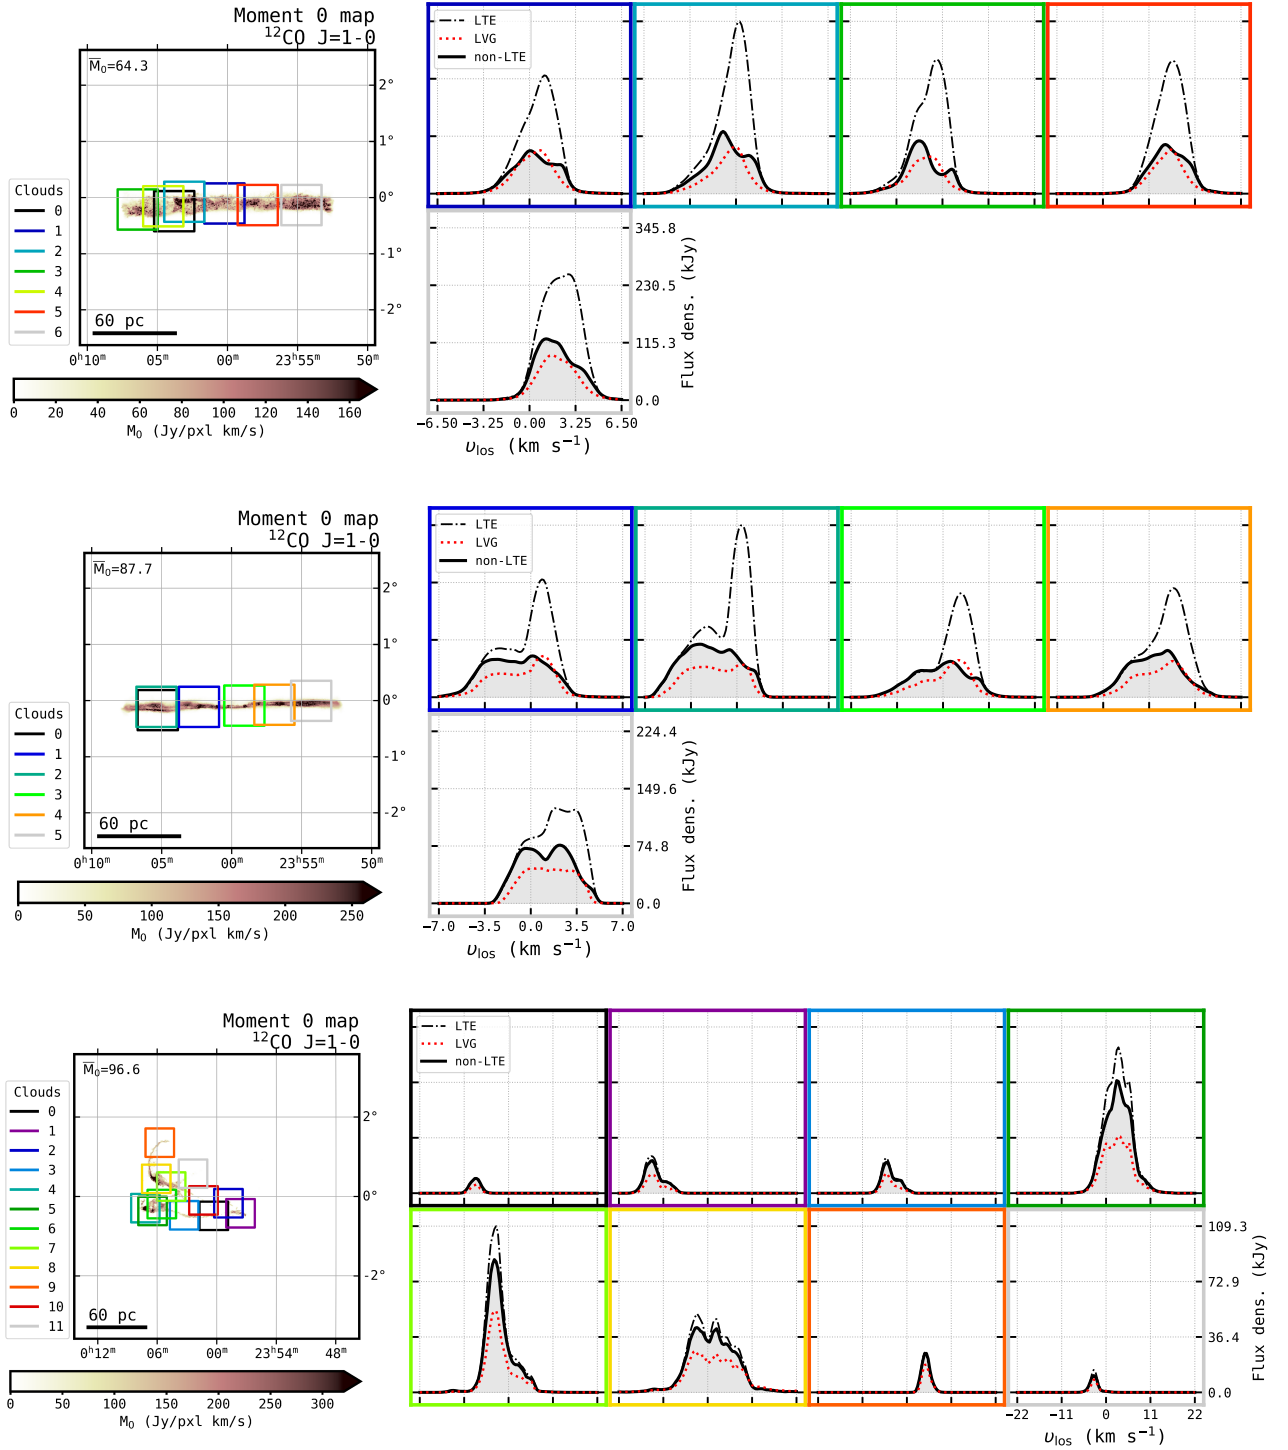 Moment 0 map
¹²CO J=1-0
M̅₀=64.3
2°
1°
0°
-1°
-2°
Clouds
0
1
2
3
4
5
6
60 pc
0ʰ10ᵐ 05ᵐ 00ᵐ 23ʰ55ᵐ 50ᵐ
0 20 40 60 80 100 120 140 160
M₀ (Jy/pxl km/s)
LTE
LVG
non-LTE
345.8
230.5
115.3
0.0
Flux dens. (kJy)
−6.50 −3.25 0.00 3.25 6.50
υlos (km s⁻¹)
Moment 0 map
¹²CO J=1-0
M̅₀=87.7
2°
1°
0°
-1°
-2°
Clouds
0
1
2
3
4
5
60 pc
0ʰ10ᵐ 05ᵐ 00ᵐ 23ʰ55ᵐ 50ᵐ
0 50 100 150 200 250
M₀ (Jy/pxl km/s)
LTE
LVG
non-LTE
224.4
149.6
74.8
0.0
Flux dens. (kJy)
−7.0 −3.5 0.0 3.5 7.0
υlos (km s⁻¹)
Moment 0 map
¹²CO J=1-0
M̅₀=96.6
2°
0°
-2°
Clouds
0
1
2
3
4
5
6
7
8
9
10
11
60 pc
0ʰ12ᵐ 06ᵐ 00ᵐ 23ʰ54ᵐ 48ᵐ
0 50 100 150 200 250 300
M₀ (Jy/pxl km/s)
LTE
LVG
non-LTE
109.3
72.9
36.4
0.0
Flux dens. (kJy)
−22 −11 0 11 22
υlos (km s⁻¹)